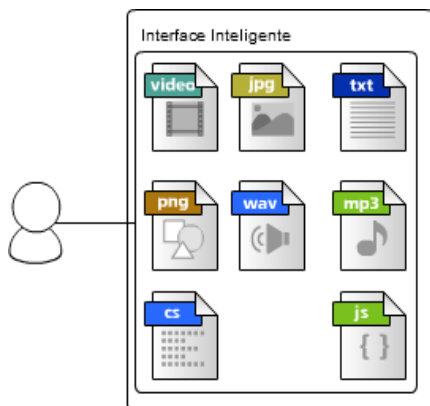 Interface Inteligente
video jpg txt
png wav mp3
cs js
{ }